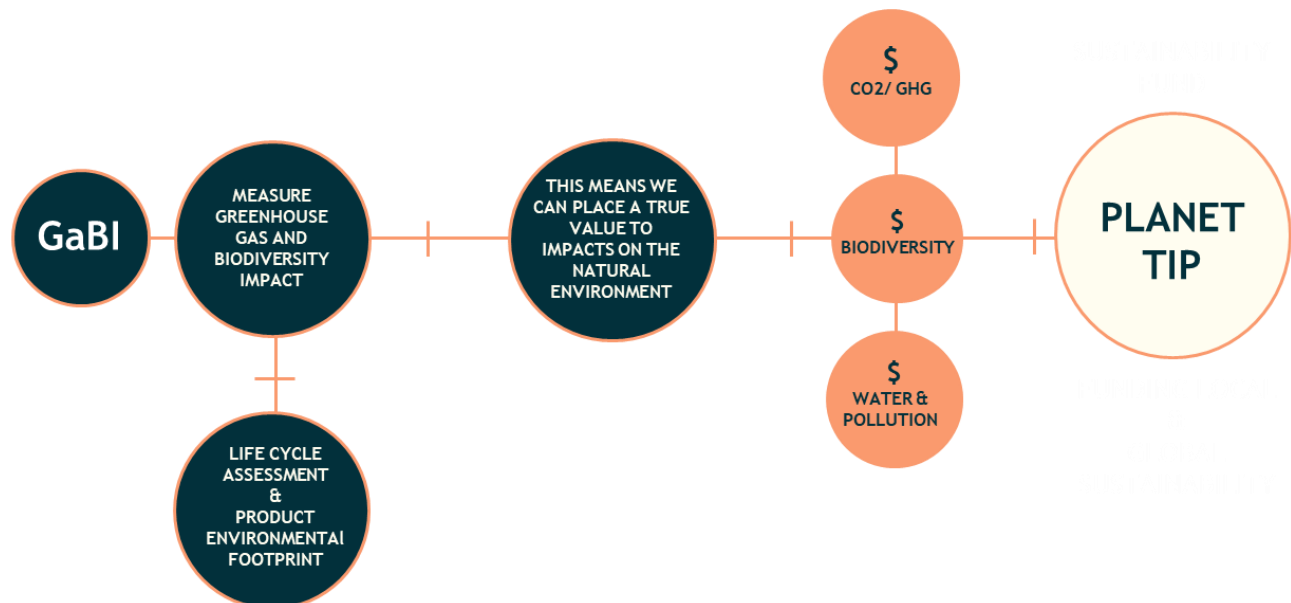 GaBI
MEASURE
GREENHOUSE
GAS AND
BIODIVERSITY
IMPACT
LIFE CYCLE
ASSESSMENT
&
PRODUCT
ENVIRONMENTAl
FOOTPRINT
THIS MEANS WE
CAN PLACE A TRUE
VALUE TO
IMPACTS ON THE
NATURAL
ENVIRONMENT
$
CO2/ GHG
$
BIODIVERSITY
$
WATER &
POLLUTION
PLANET
TIP